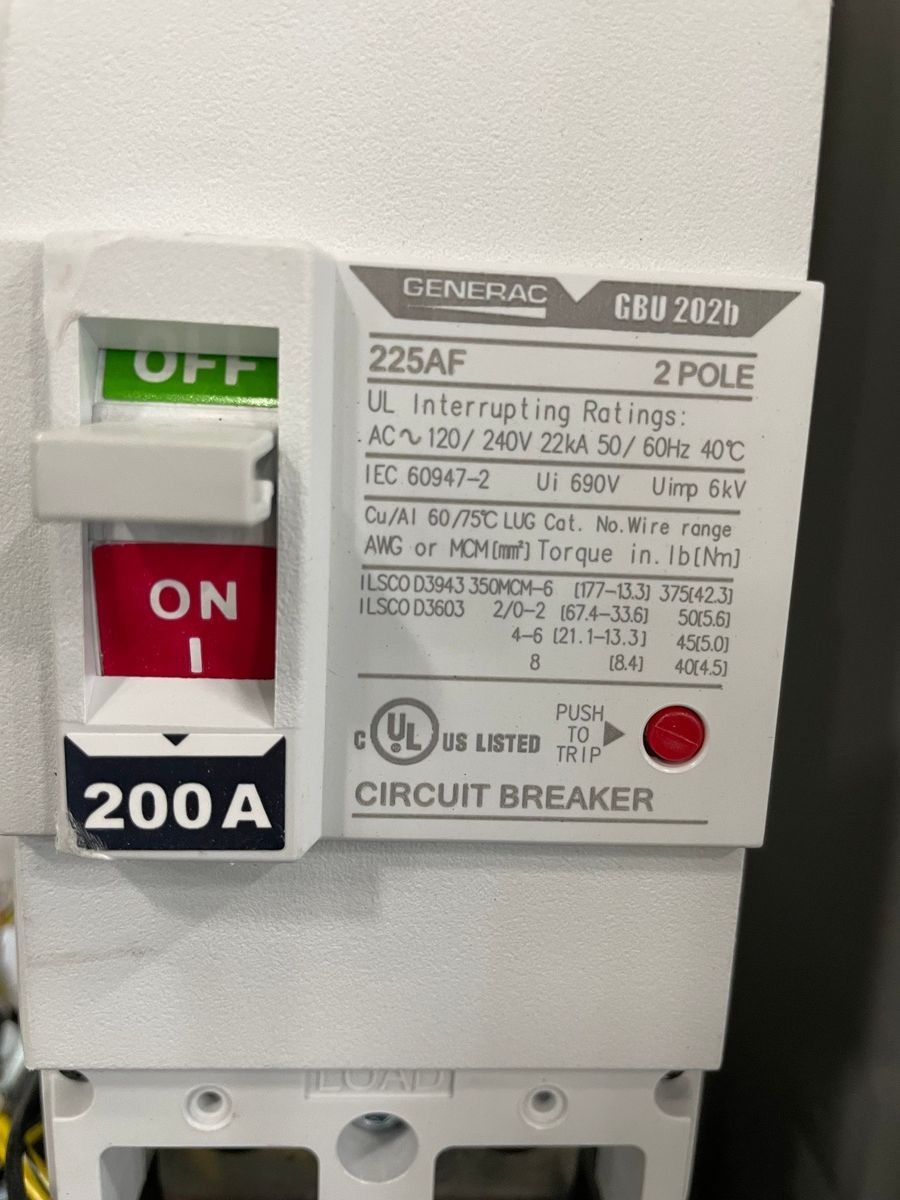 GENERAC
GBU 202h
OFF
ON
I
200A
225AF 2 POLE
UL Interrupting Ratings:
AC∿120/240V 22kA 50/60Hz 40℃
IEC 60947-2 Ui 690V Uimp 6kV
Cu/Al 60/75℃ LUG Cat. No. Wire range
AWG or MCM[mm²] Torque in. lb[Nm]
ILSCO D3943 350MCM-6 [177-13.3] 375[42.3]
ILSCO D3603 2/0-2 [67.4-33.6] 50[5.6]
4-6 [21.1-13.3] 45[5.0]
8 [8.4] 40[4.5]
C UL US LISTED
PUSH
TO
TRIP
CIRCUIT BREAKER
LOAD